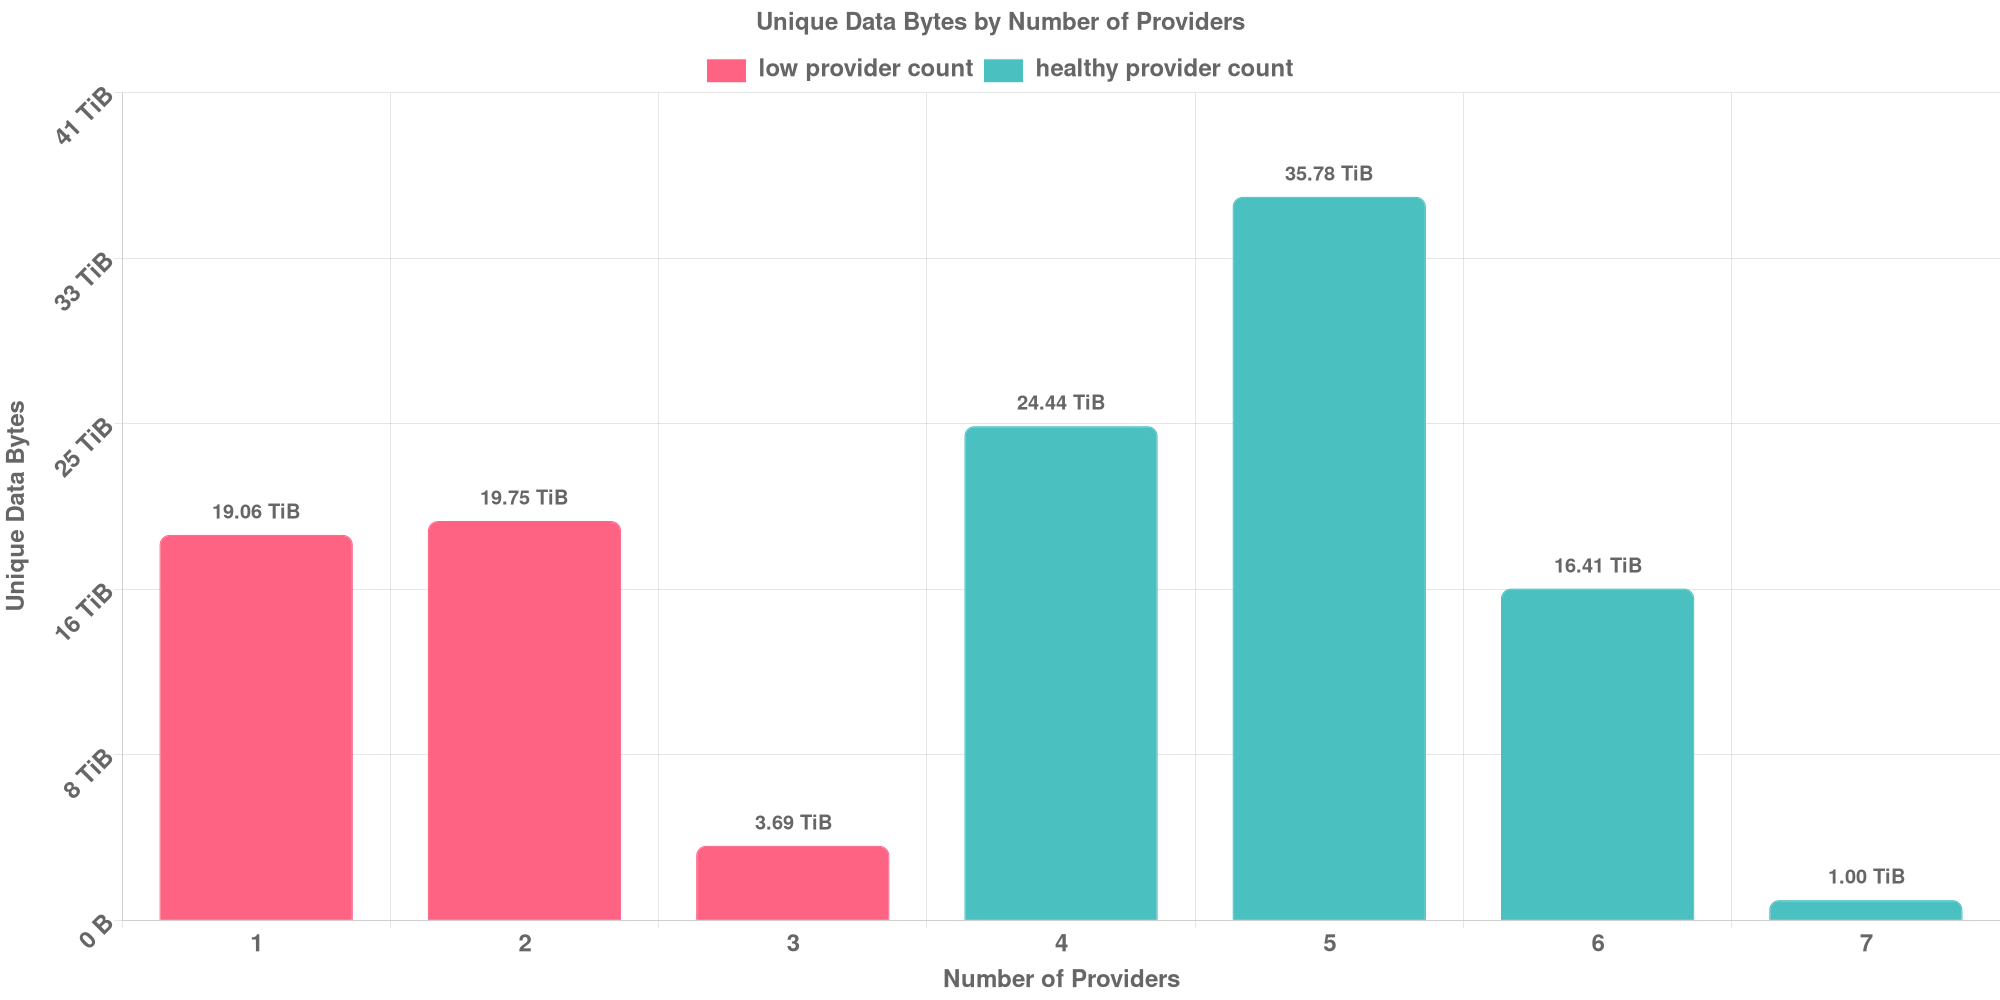 Unique Data Bytes by Number of Providers
low provider count healthy provider count
41 TiB
33 TiB
25 TiB
16 TiB
8 TiB
0 B
Unique Data Bytes
19.06 TiB
19.75 TiB
3.69 TiB
24.44 TiB
35.78 TiB
16.41 TiB
1.00 TiB
1 2 3 4 5 6 7
Number of Providers